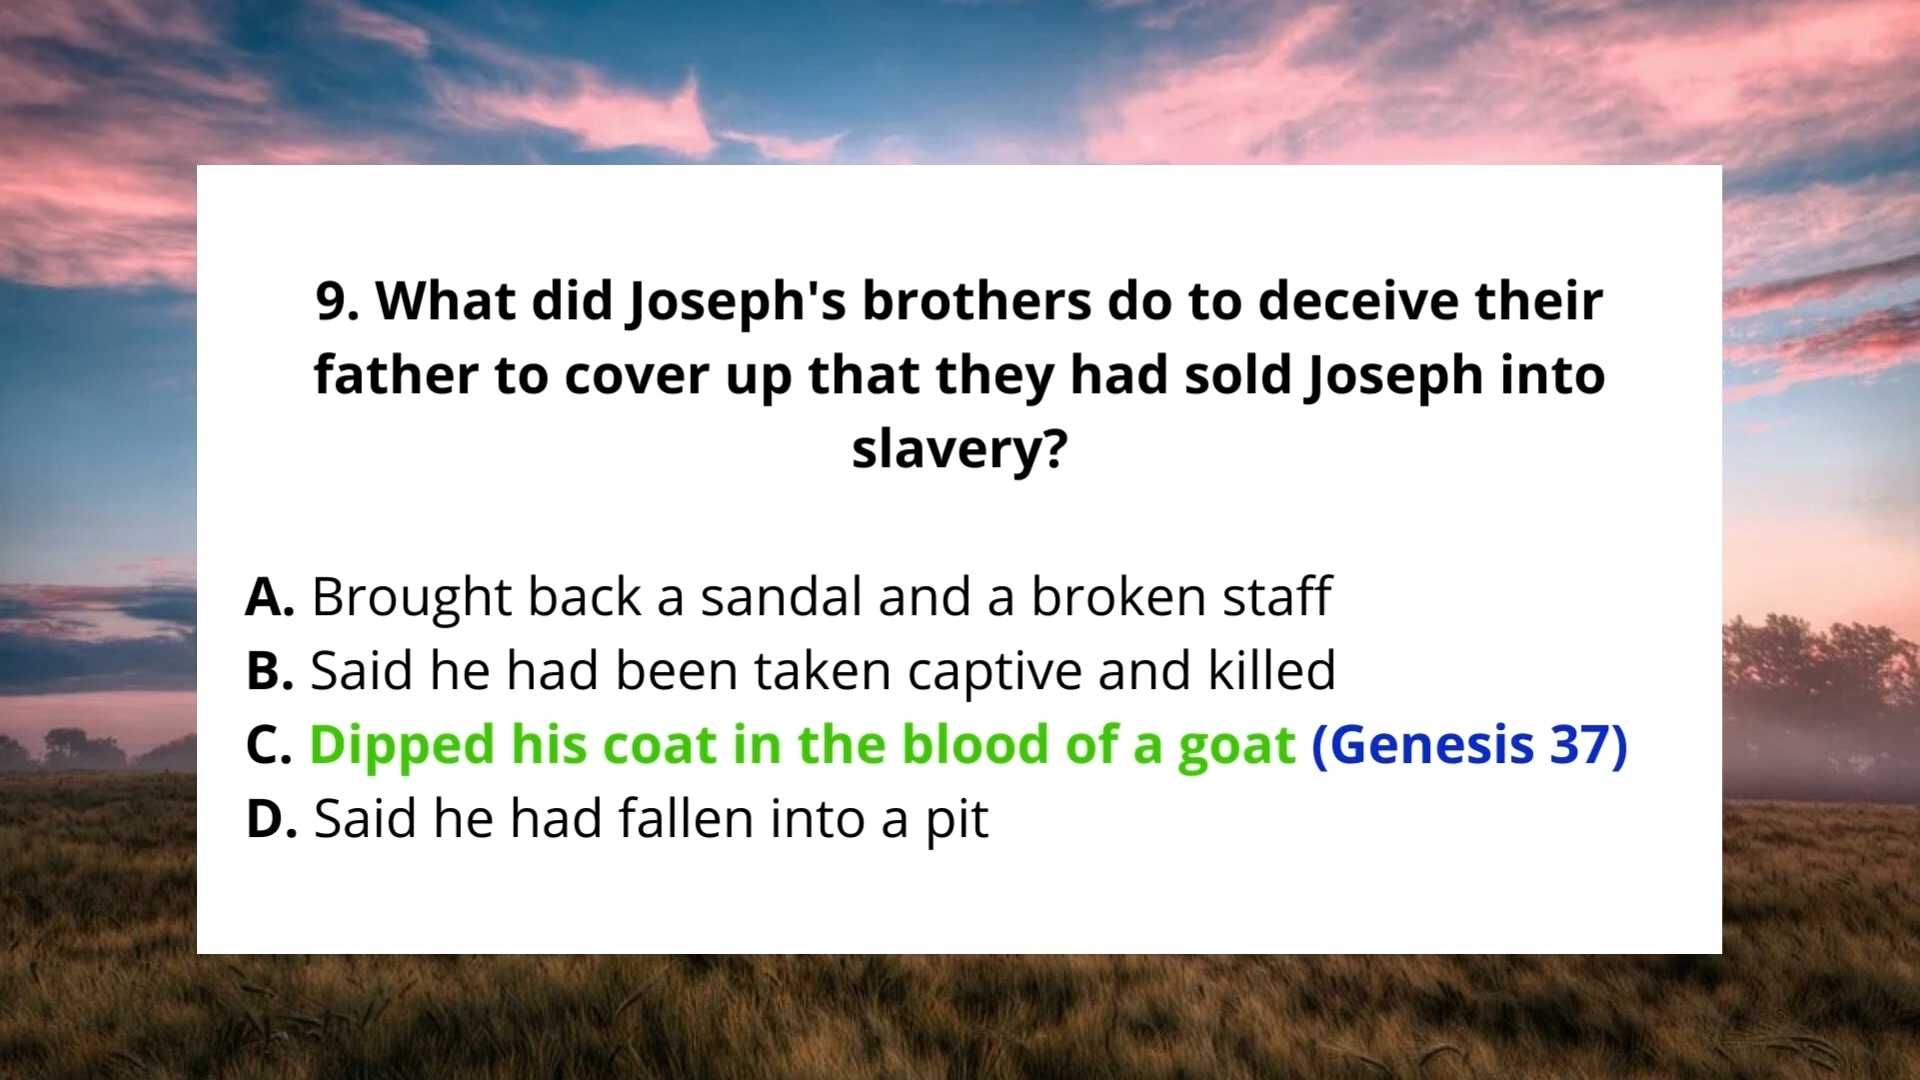 9. What did Joseph's brothers do to deceive their
father to cover up that they had sold Joseph into
slavery?
A. Brought back a sandal and a broken staff
B. Said he had been taken captive and killed
C. Dipped his coat in the blood of a goat (Genesis 37)
D. Said he had fallen into a pit